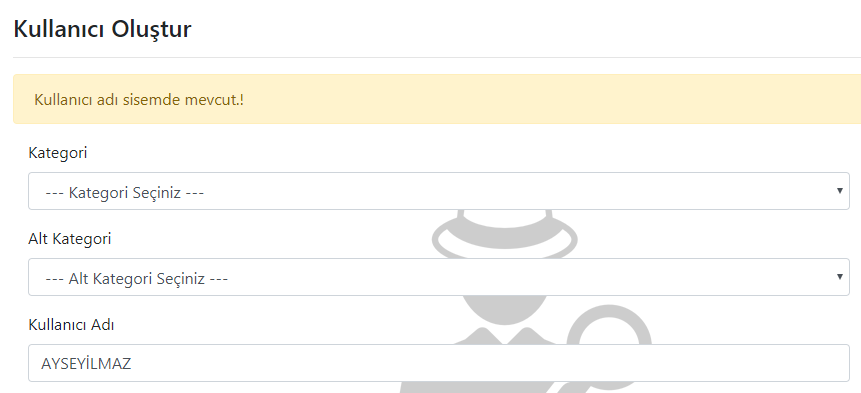 Kullanıcı Oluştur
Kullanıcı adı sisemde mevcut.!
Kategori
--- Kategori Seçiniz ---
Alt Kategori
--- Alt Kategori Seçiniz ---
Kullanıcı Adı
AYSEYİLMAZ